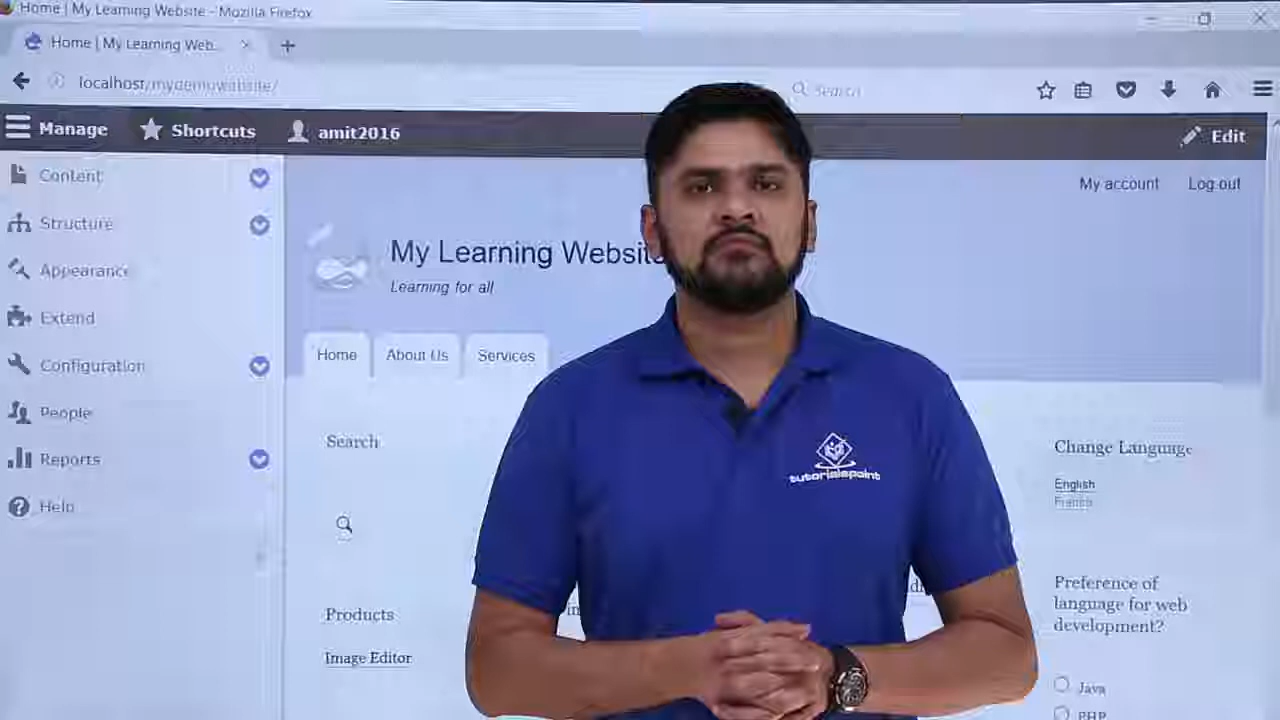 Home | My Learning Website - Mozilla Firefox
Home | My Learning Web...
localhost/mydemowebsite/
Search
Manage
Shortcuts
amit2016
Edit
Content
Structure
Appearance
Extend
Configuration
People
Reports
Help
My account
Log out
My Learning Website
Learning for all
Home
About Us
Services
Search
Products
Image Editor
tutorialspoint
Change Language
English
Preference of
language for web
development?
Java
PHP